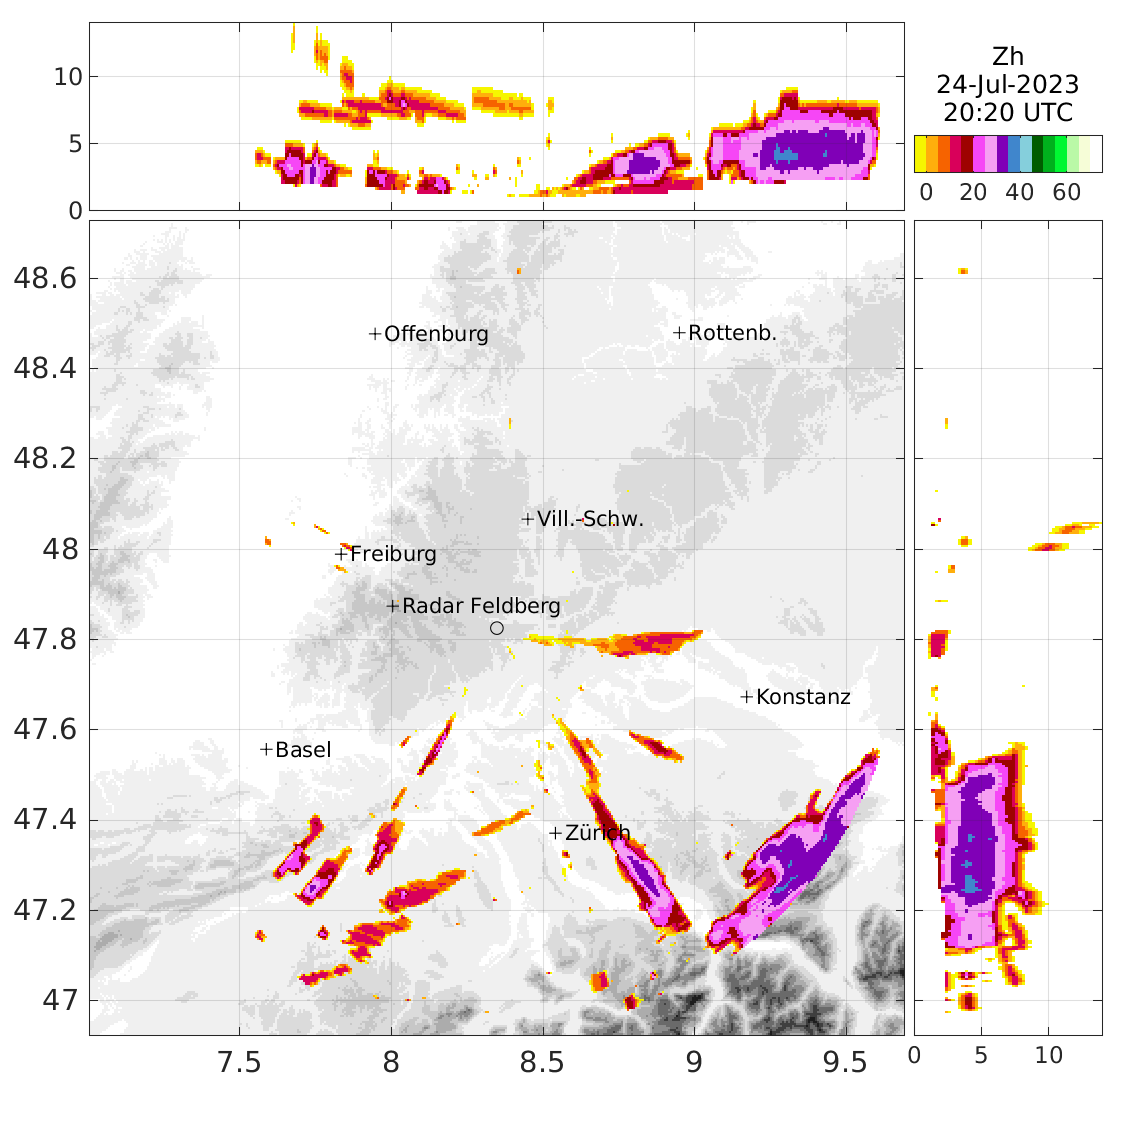 Zh
24-Jul-2023
20:20 UTC
0 20 40 60
10
5
0
48.6
48.4
48.2
48
47.8
47.6
47.4
47.2
47
Offenburg
Rottenb.
Vill.-Schw.
Freiburg
Radar Feldberg
Konstanz
Basel
Zürich
7.5 8 8.5 9 9.5
0 5 10